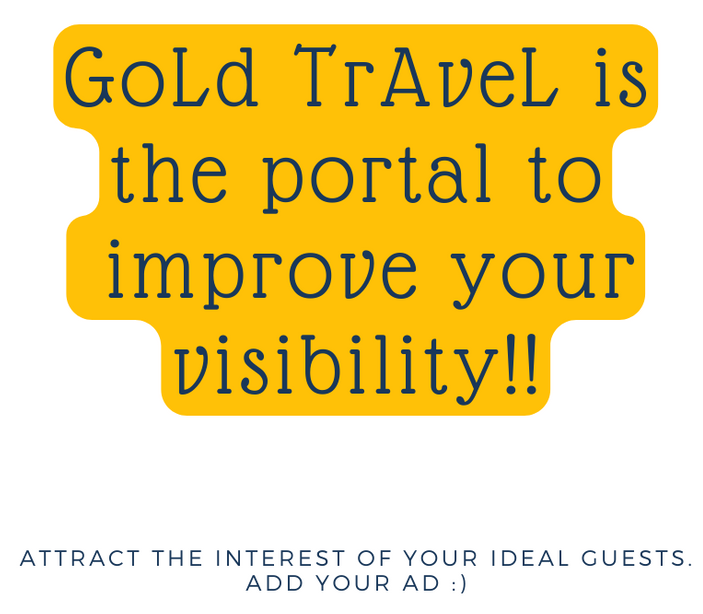 GoLd TrAveL is
the portal to
improve your
visibility!!
ATTRACT THE INTEREST OF YOUR IDEAL GUESTS.
ADD YOUR AD :)